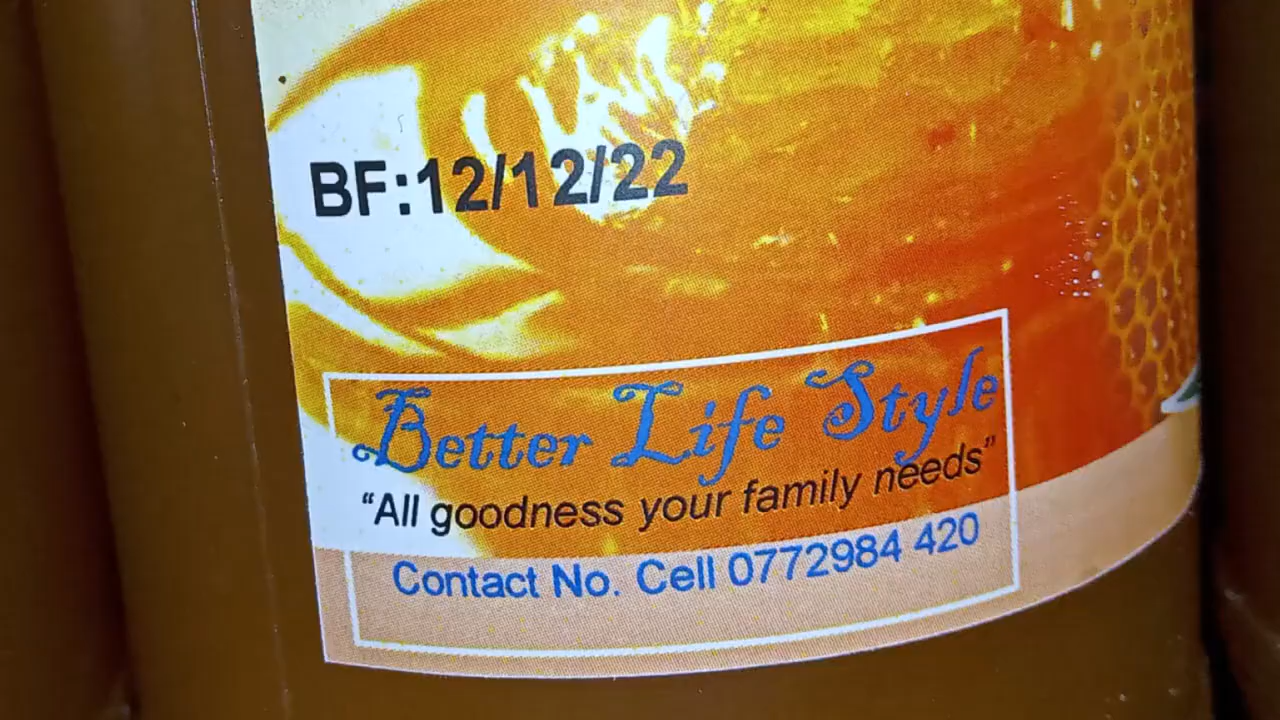 BF:12/12/22
Better Life Style
“All goodness your family needs”
Contact No. Cell 0772984 420